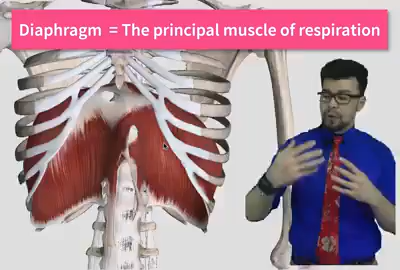 Diaphragm = The principal muscle of respiration